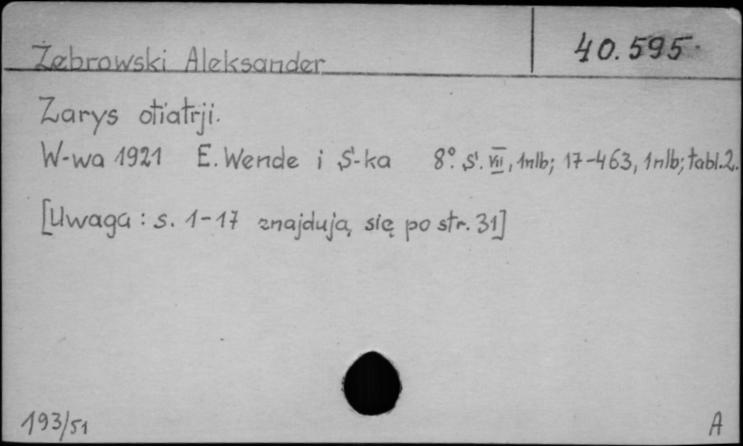 40.595
Żebrowski Aleksander
Zarys otiatrji.
W-wa 1921 E. Wende i S-ka 8°. S. VII, 1nlb; 17-463, 1nlb; tabl. 2.
[Uwaga: s. 1-17 znajdują się po str. 31]
193/51
A